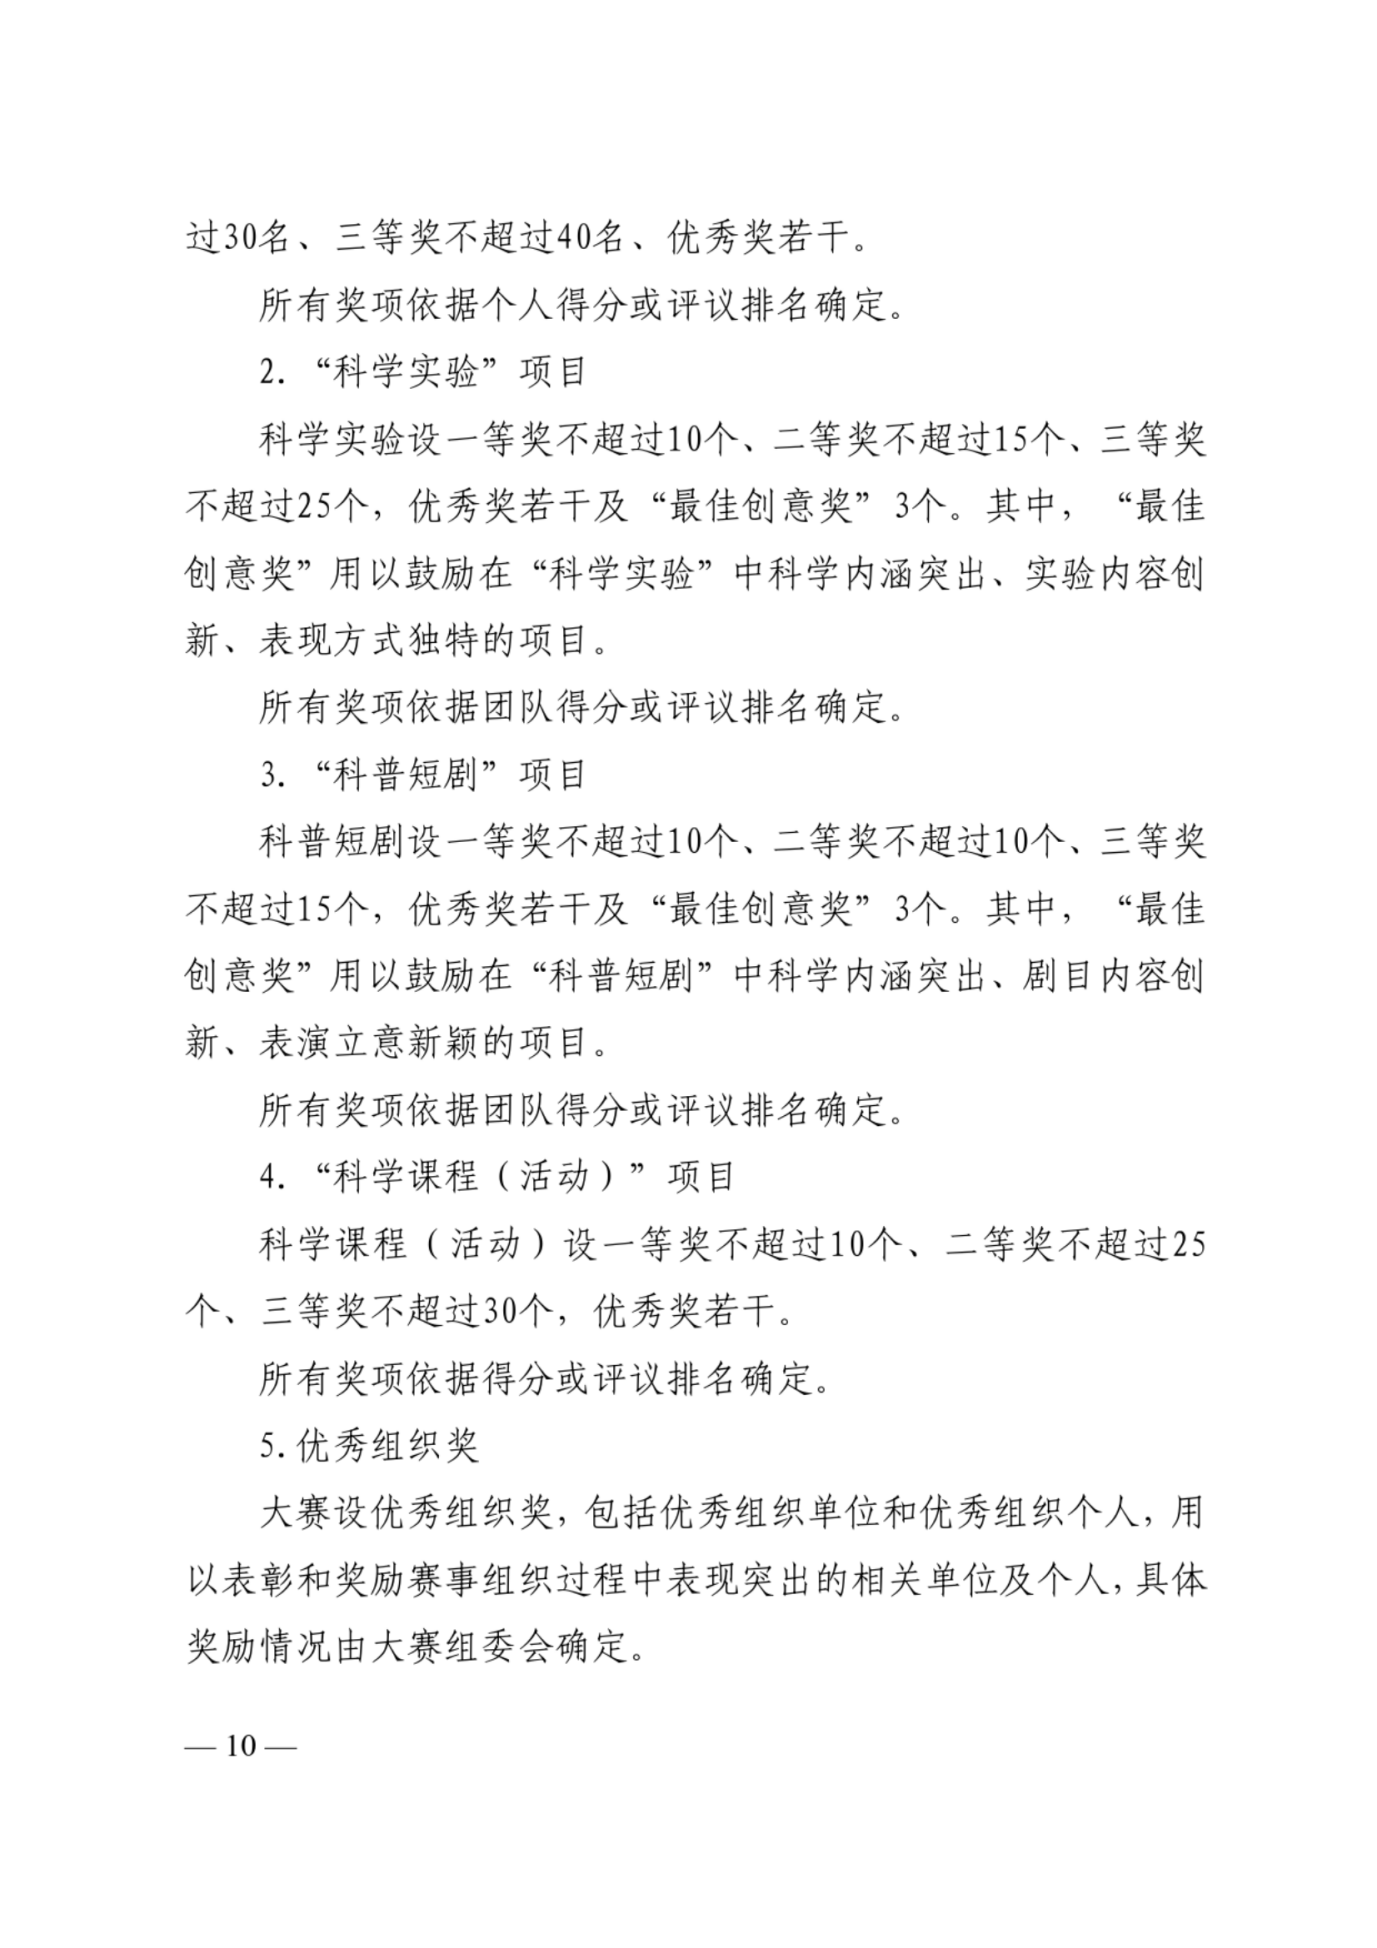 过30名、三等奖不超过40名、优秀奖若干。
所有奖项依据个人得分或评议排名确定。
2. “科学实验”项目
科学实验设一等奖不超过10个、二等奖不超过15个、三等奖
不超过25个，优秀奖若干及“最佳创意奖”3个。其中，“最佳
创意奖”用以鼓励在“科学实验”中科学内涵突出、实验内容创
新、表现方式独特的项目。
所有奖项依据团队得分或评议排名确定。
3. “科普短剧”项目
科普短剧设一等奖不超过10个、二等奖不超过10个、三等奖
不超过15个，优秀奖若干及“最佳创意奖”3个。其中，“最佳
创意奖”用以鼓励在“科普短剧”中科学内涵突出、剧目内容创
新、表演立意新颖的项目。
所有奖项依据团队得分或评议排名确定。
4. “科学课程（活动）”项目
科学课程（活动）设一等奖不超过10个、二等奖不超过25
个、三等奖不超过30个，优秀奖若干。
所有奖项依据得分或评议排名确定。
5.优秀组织奖
大赛设优秀组织奖，包括优秀组织单位和优秀组织个人，用
以表彰和奖励赛事组织过程中表现突出的相关单位及个人，具体
奖励情况由大赛组委会确定。
— 10 —